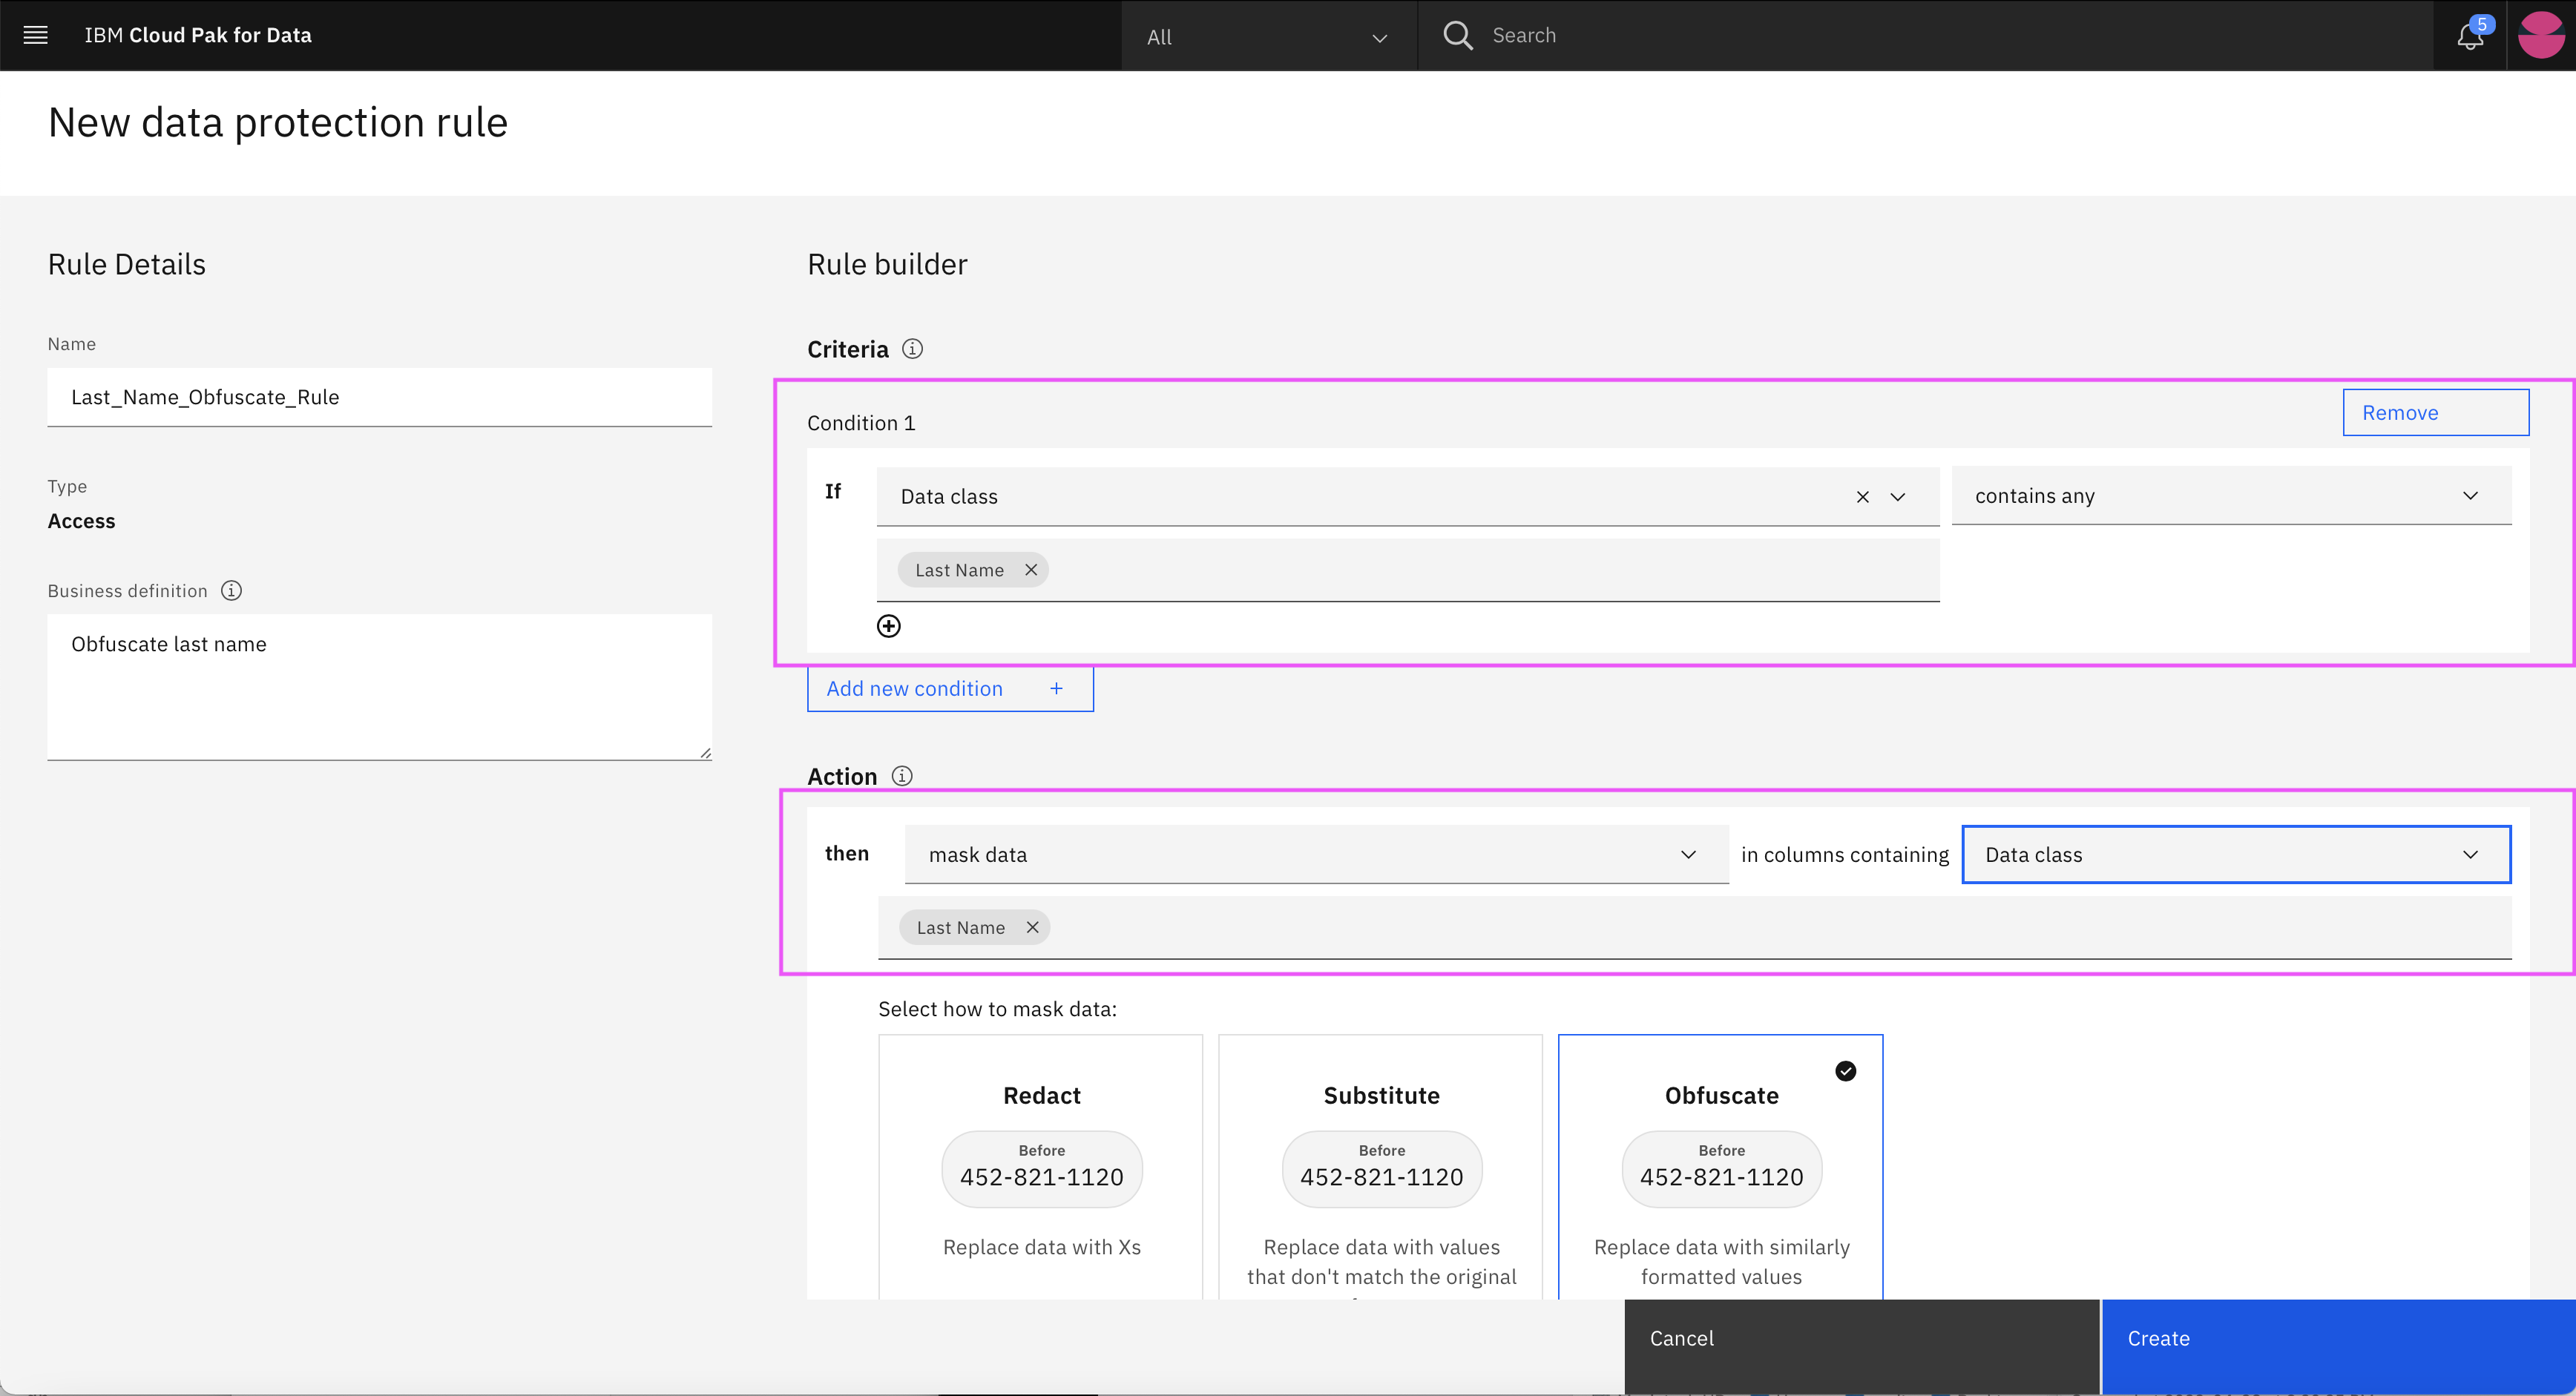 IBM Cloud Pak for Data
All
Search
5
New data protection rule
Rule Details
Name
Last_Name_Obfuscate_Rule
Type
Access
Business definition
Obfuscate last name
Rule builder
Criteria
Condition 1
Remove
If
Data class
contains any
Last Name
Add new condition +
Action
then
mask data
in columns containing
Data class
Last Name
Select how to mask data:
Redact
Before
452-821-1120
Replace data with Xs
Substitute
Before
452-821-1120
Replace data with values
that don't match the original
Obfuscate
Before
452-821-1120
Replace data with similarly
formatted values
Cancel
Create